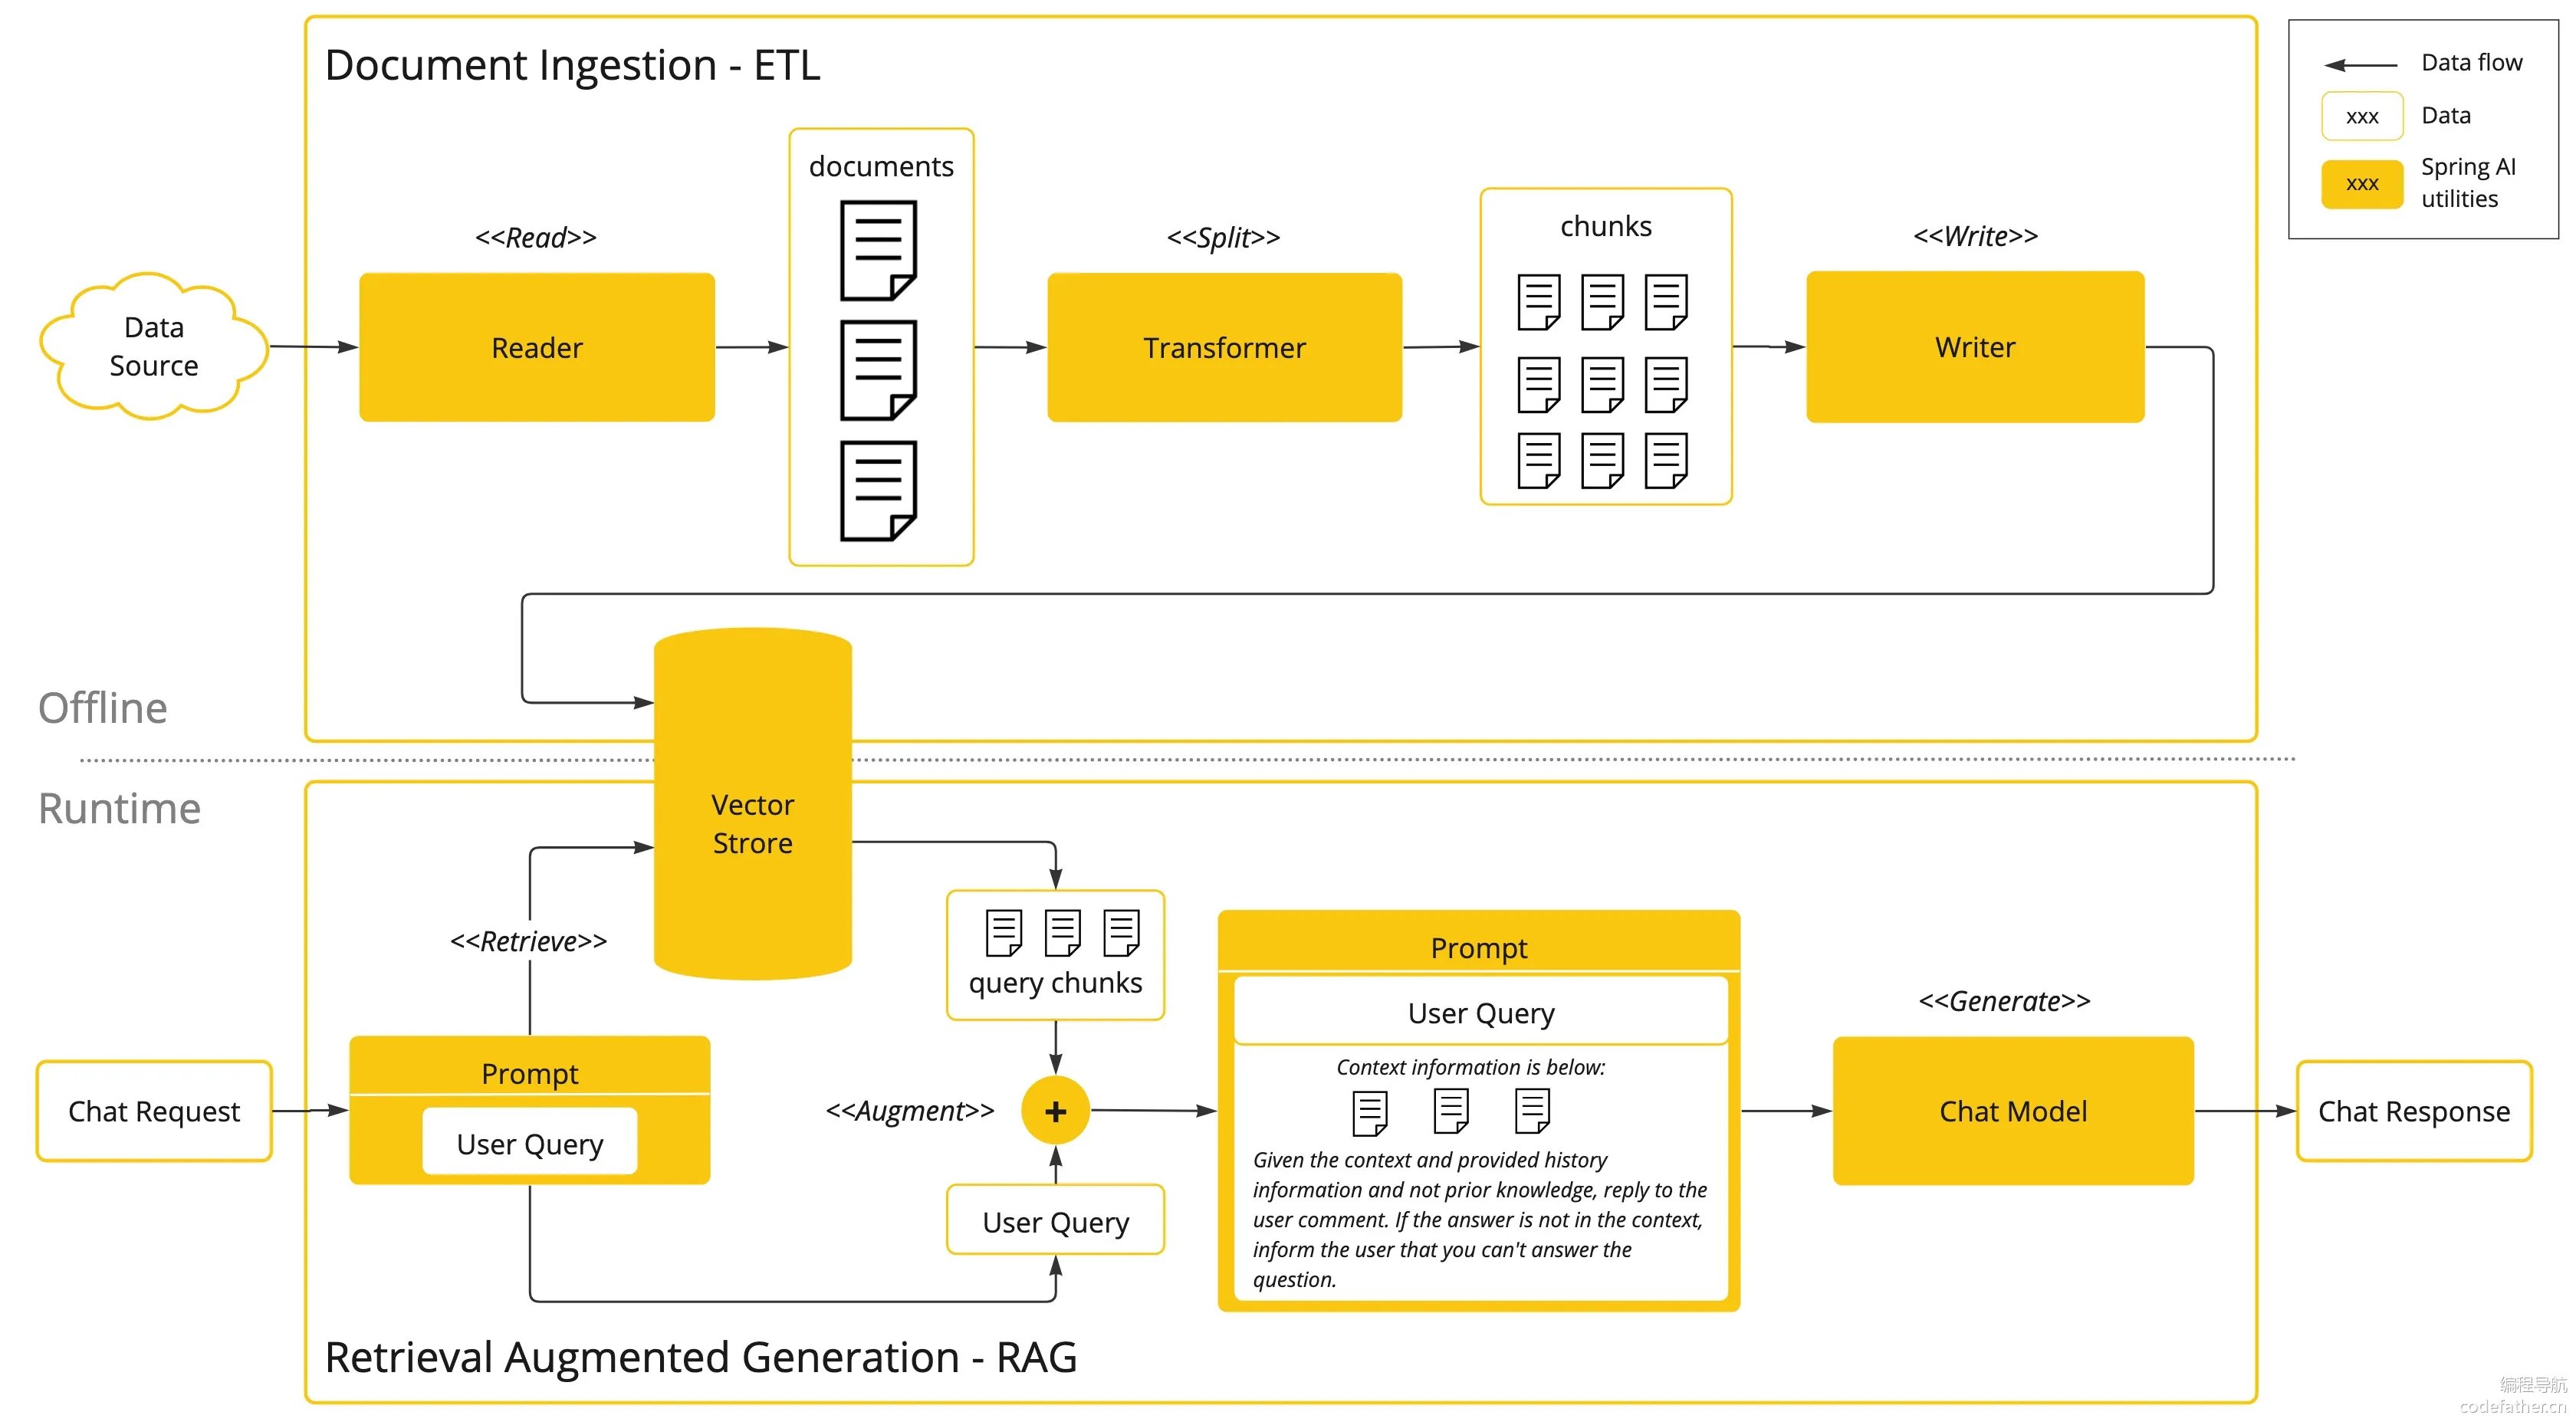 Document Ingestion - ETL
Data flow
xxx
Data
xxx
Spring AI
utilities
documents
<<Read>>
<<Split>>
chunks
<<Write>>
Data
Source
Reader
Transformer
Writer
Offline
Runtime
Vector
Strore
<<Retrieve>>
query chunks
Prompt
User Query
Context information is below:
Given the context and provided history
information and not prior knowledge, reply to the
user comment. If the answer is not in the context,
inform the user that you can't answer the
question.
<<Generate>>
Chat Request
Prompt
User Query
<<Augment>>
+
User Query
Chat Model
Chat Response
Retrieval Augmented Generation - RAG
编程导航
codefather.cn